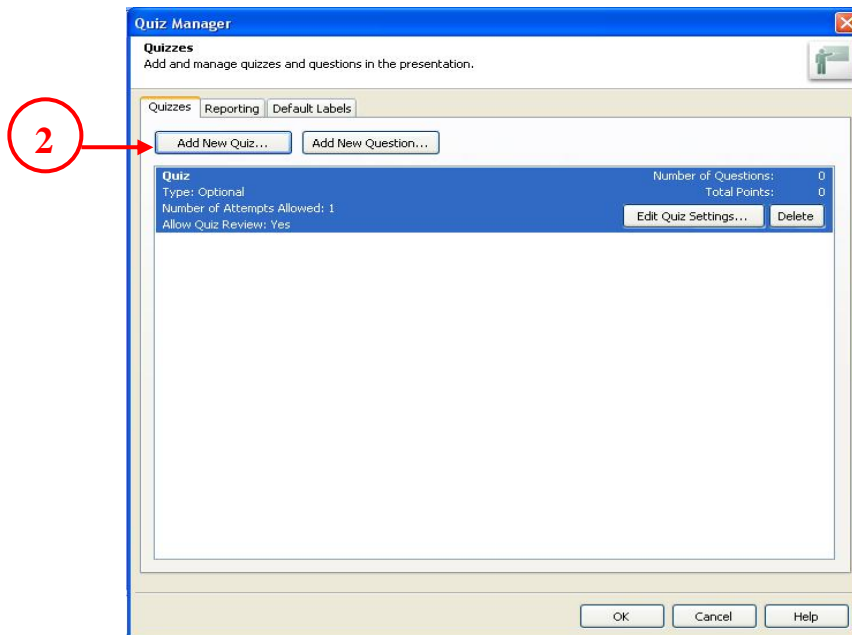 Quiz Manager
Quizzes
Add and manage quizzes and questions in the presentation.
Quizzes Reporting Default Labels
2
Add New Quiz... Add New Question...
Quiz Number of Questions: 0
Type: Optional Total Points: 0
Number of Attempts Allowed: 1
Edit Quiz Settings... Delete
Allow Quiz Review: Yes
OK Cancel Help